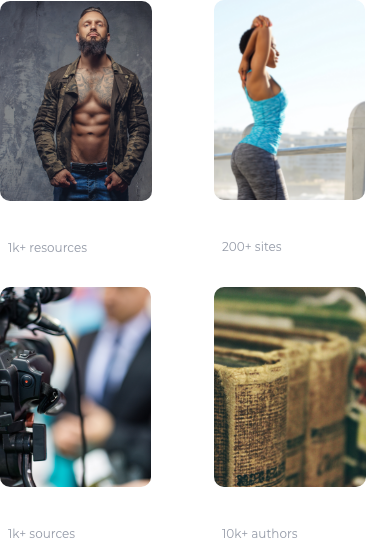 1k+ resources
200+ sites
1k+ sources
10k+ authors